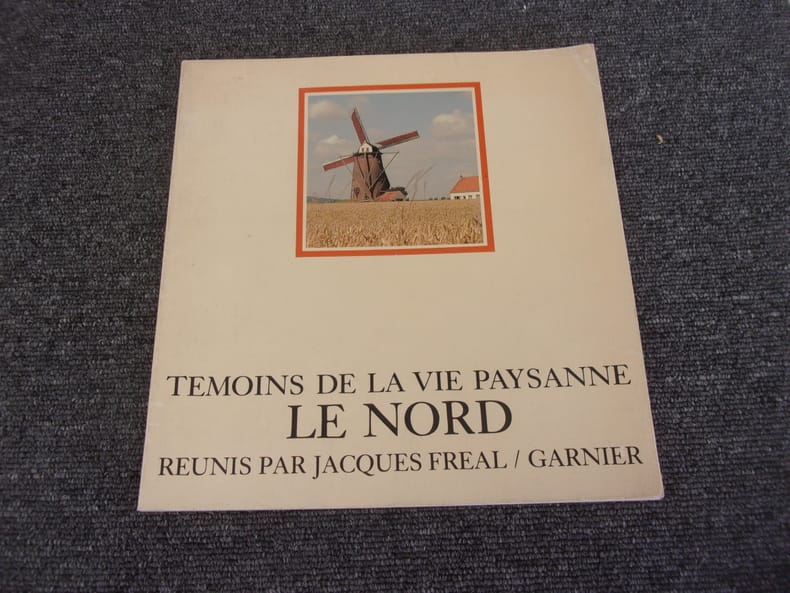 TEMOINS DE LA VIE PAYSANNE
LE NORD
REUNIS PAR JACQUES FREAL / GARNIER